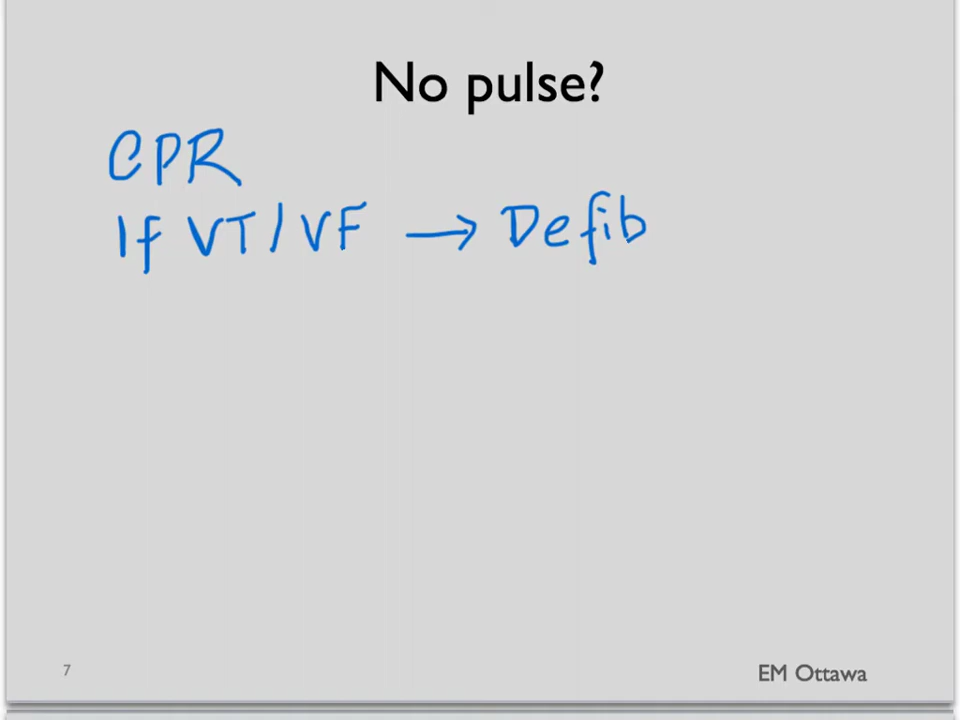 No pulse?
CPR
If VT/VF → Defib
7
EM Ottawa